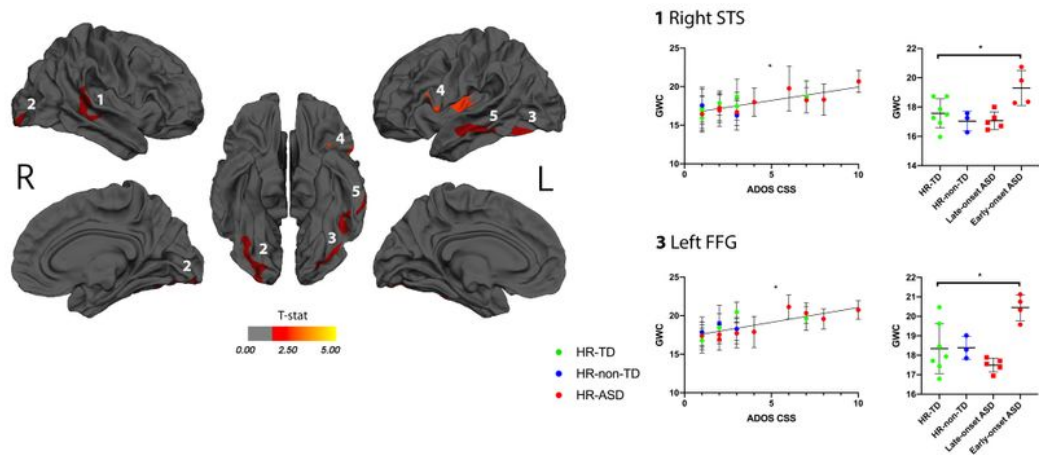 1 Right STS
22
20
18
16
14
GWC
HR-TD
HR-non-TD
Late-onset ASD
Early-onset ASD
*
25
20
15
GWC
0
5
10
ADOS CSS
*
4
1
2
5
3
4
R
L
5
3
2
2
T-stat
0.00
2.50
5.00
HR-TD
HR-non-TD
HR-ASD
3 Left FFG
25
20
15
GWC
0
5
10
ADOS CSS
*
22
21
20
19
18
17
16
GWC
HR-TD
HR-non-TD
Late-onset ASD
Early-onset ASD
*